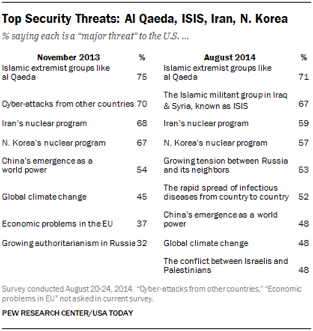 Top Security Threats: Al Qaeda, ISIS, Iran, N. Korea
% saying each is a “major threat” to the U.S. ...
November 2013 %
Islamic extremist groups like
al Qaeda 75
Cyber-attacks from other countries 70
Iran's nuclear program 68
N. Korea's nuclear program 67
China's emergence as a
world power 54
Global climate change 45
Economic problems in the EU 37
Growing authoritarianism in Russia 32
August 2014 %
Islamic extremist groups like
al Qaeda 71
The Islamic militant group in Iraq
& Syria, known as ISIS 67
Iran's nuclear program 59
N. Korea's nuclear program 57
Growing tension between Russia
and its neighbors 53
The rapid spread of infectious
diseases from country to country 52
China's emergence as a world
power 48
Global climate change 48
The conflict between Israelis and
Palestinians 48
Survey conducted August 20-24, 2014. “Cyber-attacks from other countries,” “Economic
problems in EU” not asked in current survey.
PEW RESEARCH CENTER/USA TODAY